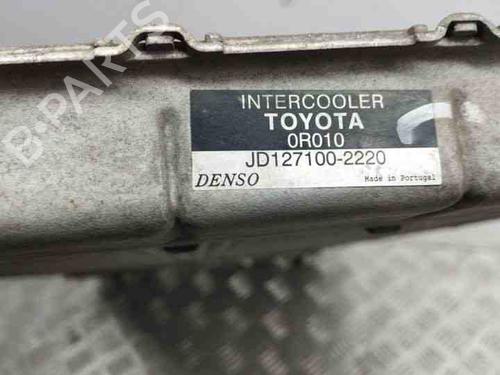 B-PARTS
INTERCOOLER
TOYOTA
0R010
JD127100-2220
DENSO Made in Portugal